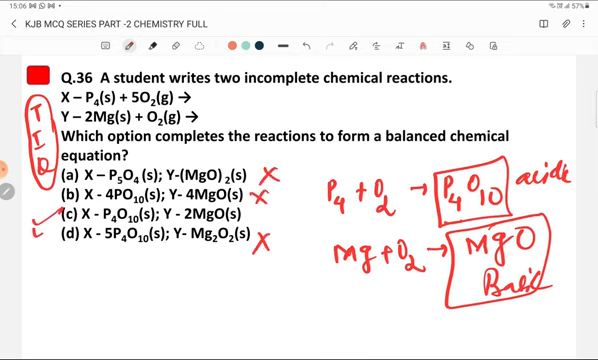 15:06
57%
KJB MCQ SERIES PART -2 CHEMISTRY FULL
Q.36 A student writes two incomplete chemical reactions.
X – P₄(s) + 5O₂(g) →
Y – 2Mg(s) + O₂(g) →
Which option completes the reactions to form a balanced chemical
equation?
(a) X – P₅O₄ (s); Y-(MgO) ₂(s) X
(b) X - 4PO₁₀(s); Y- 4MgO(s) X
(c) X - P₄O₁₀(s); Y - 2MgO(s)
(d) X - 5P₄O₁₀(s); Y- Mg₂O₂(s) X
T
I
Q
P₄ + O₂ → P₄O₁₀ acidic
Mg + O₂ → MgO
Basic